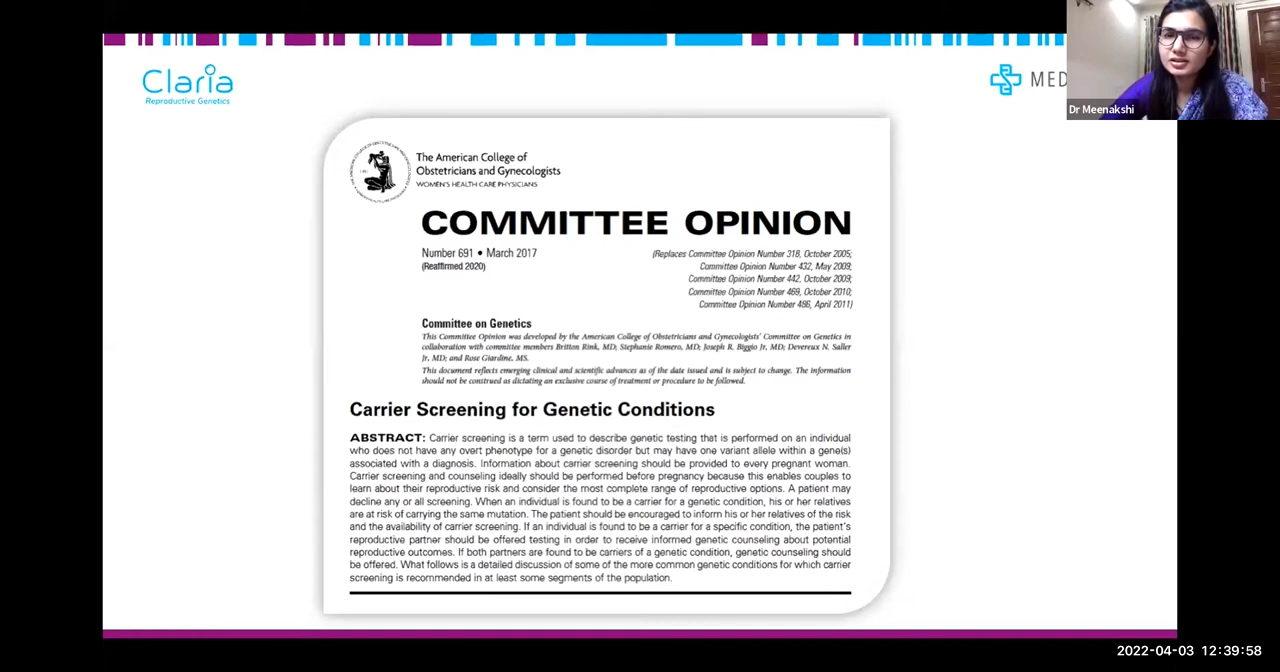 Claria
Reproductive Genetics
MED
Dr Meenakshi
The American College of
Obstetricians and Gynecologists
WOMEN'S HEALTH CARE PHYSICIANS
COMMITTEE OPINION
Number 691 • March 2017
(Reaffirmed 2020)
(Replaces Committee Opinion Number 318, October 2005;
Committee Opinion Number 432, May 2009;
Committee Opinion Number 442, October 2009;
Committee Opinion Number 469, October 2010;
Committee Opinion Number 486, April 2011)
Committee on Genetics
This Committee Opinion was developed by the American College of Obstetricians and Gynecologists' Committee on Genetics in
collaboration with committee members Britton Rink, MD; Stephanie Romero, MD; Joseph R. Biggio Jr, MD; Devereux N. Saller
Jr, MD; and Rose Giardine, MS.
This document reflects emerging clinical and scientific advances as of the date issued and is subject to change. The information
should not be construed as dictating an exclusive course of treatment or procedure to be followed.
Carrier Screening for Genetic Conditions
ABSTRACT: Carrier screening is a term used to describe genetic testing that is performed on an individual
who does not have any overt phenotype for a genetic disorder but may have one variant allele within a gene(s)
associated with a diagnosis. Information about carrier screening should be provided to every pregnant woman.
Carrier screening and counseling ideally should be performed before pregnancy because this enables couples to
learn about their reproductive risk and consider the most complete range of reproductive options. A patient may
decline any or all screening. When an individual is found to be a carrier for a genetic condition, his or her relatives
are at risk of carrying the same mutation. The patient should be encouraged to inform his or her relatives of the risk
and the availability of carrier screening. If an individual is found to be a carrier for a specific condition, the patient's
reproductive partner should be offered testing in order to receive informed genetic counseling about potential
reproductive outcomes. If both partners are found to be carriers of a genetic condition, genetic counseling should
be offered. What follows is a detailed discussion of some of the more common genetic conditions for which carrier
screening is recommended in at least some segments of the population.
2022-04-03 12:39:58